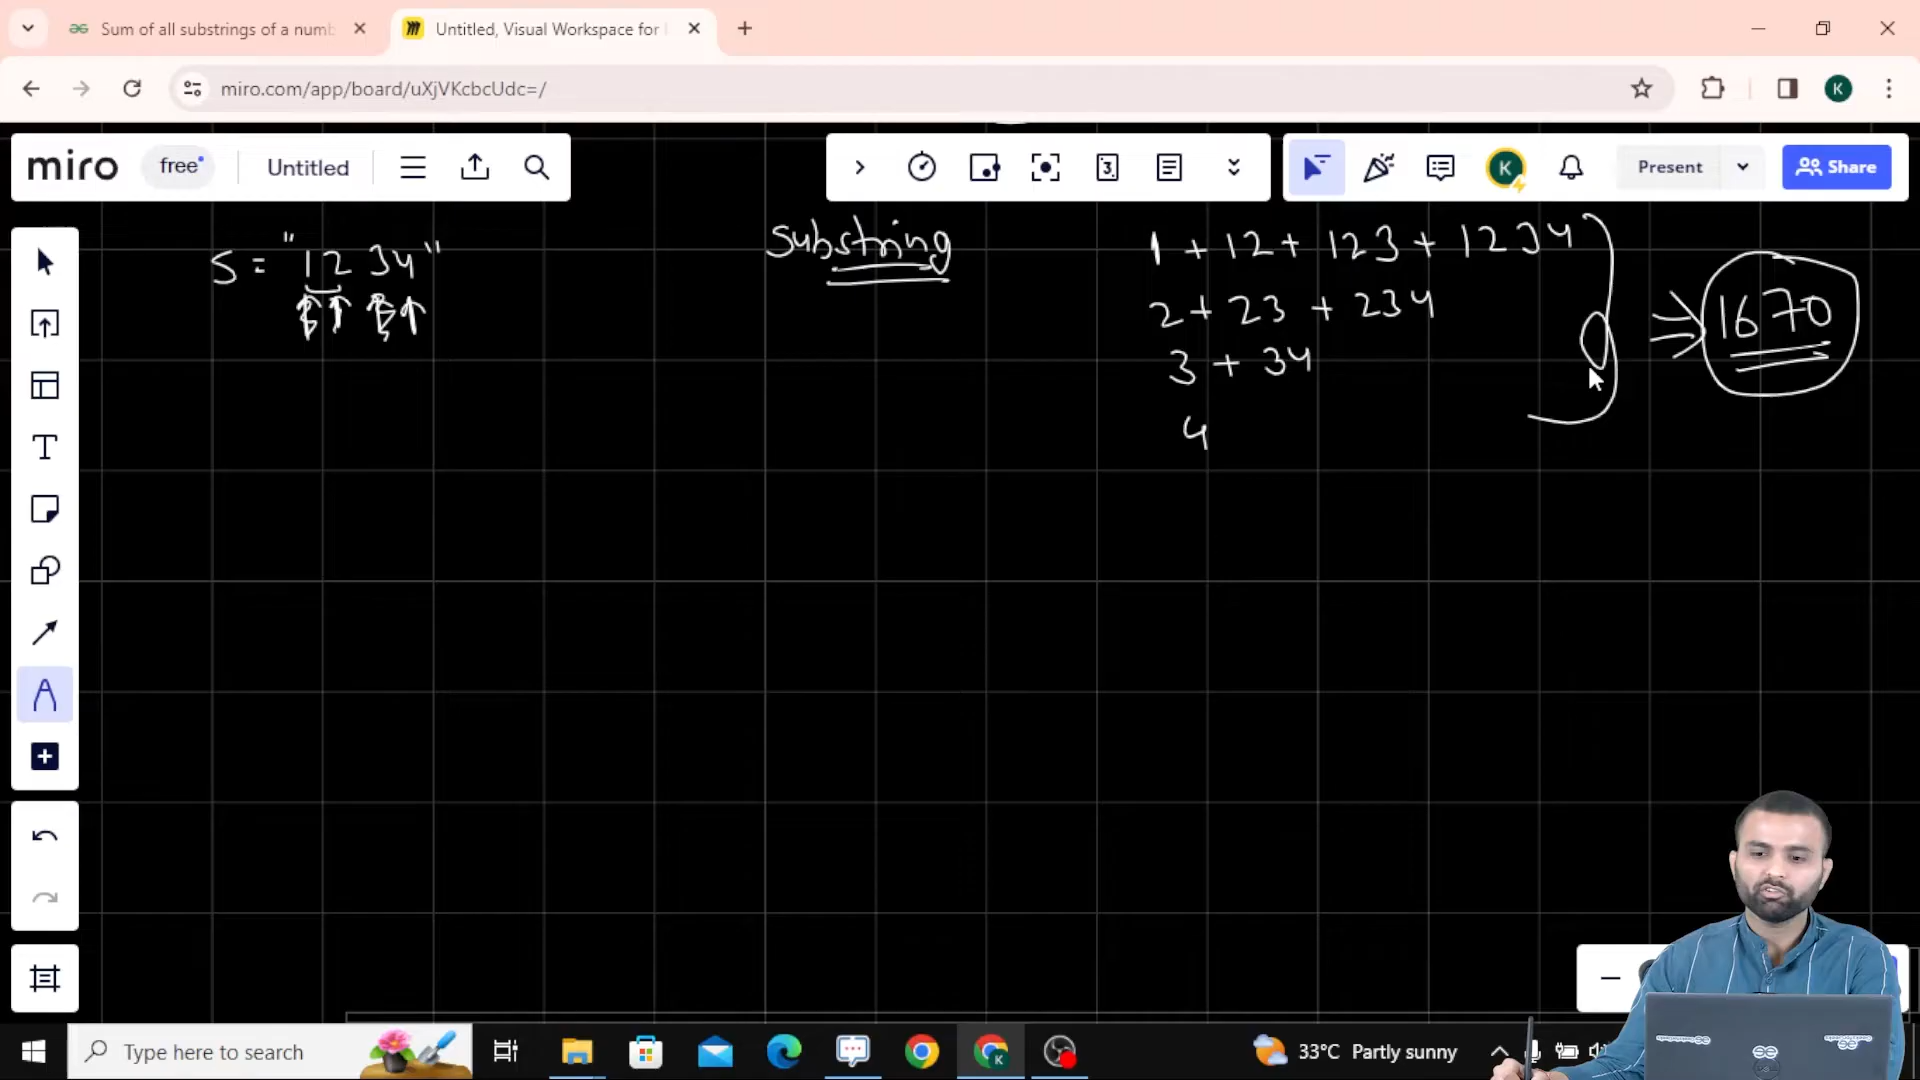 Sum of all substrings of a numb
Untitled, Visual Workspace for
miro.com/app/board/uXjVKcbcUdc=/
K
miro
free
Untitled
3.
K
Present
Share
S = "1234"
substring
1 + 12 + 123 + 1234
2 + 23 + 234
3 + 34
4
1670
Type here to search
K
33°C Partly sunny